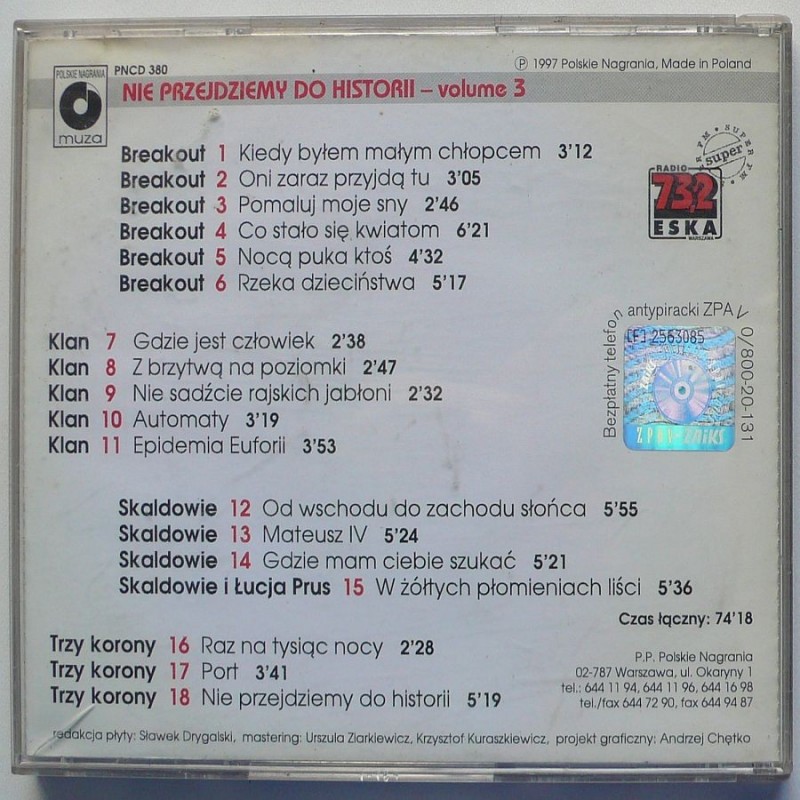 POLSKIE NAGRANIA
muza
PNCD 380
Ⓟ 1997 Polskie Nagrania, Made in Poland
NIE PRZEJDZIEMY DO HISTORII – volume 3
Breakout 1 Kiedy byłem małym chłopcem 3'12
Breakout 2 Oni zaraz przyjdą tu 3'05
Breakout 3 Pomaluj moje sny 2'46
Breakout 4 Co stało się kwiatom 6'21
Breakout 5 Nocą puka ktoś 4'32
Breakout 6 Rzeka dzieciństwa 5'17
SUPER FM
super
RADIO
73,2
ESKA
WARSZAWA
Klan 7 Gdzie jest człowiek 2'38
Klan 8 Z brzytwą na poziomki 2'47
Klan 9 Nie sadźcie rajskich jabłoni 2'32
Klan 10 Automaty 3'19
Klan 11 Epidemia Euforii 3'53
Bezpłatny telefon antypiracki ZPAV 0/800-20-131
2563085
Skaldowie 12 Od wschodu do zachodu słońca 5'55
Skaldowie 13 Mateusz IV 5'24
Skaldowie 14 Gdzie mam ciebie szukać 5'21
Skaldowie i Łucja Prus 15 W żółtych płomieniach liści 5'36
Czas łączny: 74'18
Trzy korony 16 Raz na tysiąc nocy 2'28
Trzy korony 17 Port 3'41
Trzy korony 18 Nie przejdziemy do historii 5'19
P.P. Polskie Nagrania
02-787 Warszawa, ul. Okaryny 1
tel.: 644 11 94, 644 11 96, 644 16 98
tel./fax 644 72 90, fax 644 94 87
redakcja płyty: Sławek Drygalski, mastering: Urszula Ziarkiewicz, Krzysztof Kuraszkiewicz, projekt graficzny: Andrzej Chętko